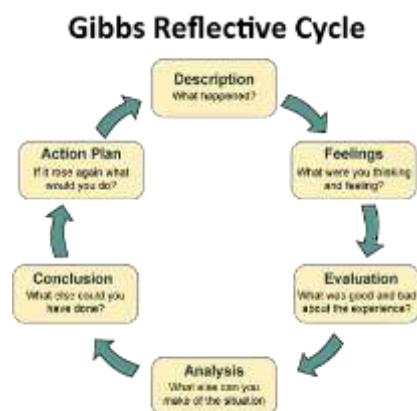 Gibbs Reflective Cycle
Description
What happened?
Feelings
What were you thinking
and feeling?
Evaluation
What was good and bad
about the experience?
Analysis
What else can you
make of the situation
Conclusion
What else could you
have done?
Action Plan
If it rose again what
would you do?